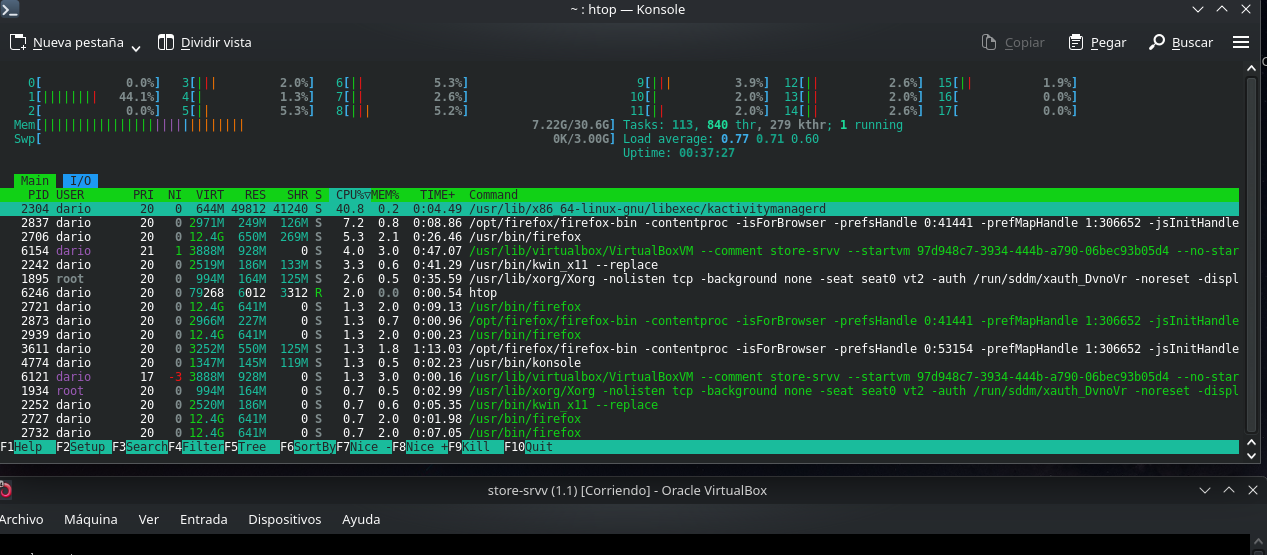 ~ : htop — Konsole
Nueva pestaña Dividir vista Copiar Pegar Buscar
0[ 0.0%] 3[||| 2.0%] 6[|| 5.3%] 9[||| 3.9%] 12[|| 2.6%] 15[|| 1.9%]
1[|||||||| 44.1%] 4[| 1.3%] 7[|| 2.6%] 10[| 2.0%] 13[|| 2.0%] 16[ 0.0%]
2[ 0.0%] 5[|| 5.3%] 8[||| 5.2%] 11[|| 2.0%] 14[|| 2.6%] 17[ 0.0%]
Mem[||||||||||||||||||||||||||||| 7.22G/30.6G] Tasks: 113, 840 thr, 279 kthr; 1 running
Swp[ 0K/3.00G] Load average: 0.77 0.71 0.60
Uptime: 00:37:27
Main I/O
PID USER PRI NI VIRT RES SHR S CPU%▽MEM% TIME+ Command
2304 dario 20 0 644M 49812 41240 S 40.8 0.2 0:04.49 /usr/lib/x86_64-linux-gnu/libexec/kactivitymanagerd
2837 dario 20 0 2971M 249M 126M S 7.2 0.8 0:08.86 /opt/firefox/firefox-bin -contentproc -isForBrowser -prefsHandle 0:41441 -prefMapHandle 1:306652 -jsInitHandle
2706 dario 20 0 12.4G 650M 269M S 5.3 2.1 0:26.46 /usr/bin/firefox
6154 dario 21 1 3888M 928M 0 S 4.0 3.0 0:47.07 /usr/lib/virtualbox/VirtualBoxVM --comment store-srvv --startvm 97d948c7-3934-444b-a790-06bec93b05d4 --no-star
2242 dario 20 0 2519M 186M 133M S 3.3 0.6 0:41.29 /usr/bin/kwin_x11 --replace
1895 root 20 0 994M 164M 125M S 2.6 0.5 0:35.59 /usr/lib/xorg/Xorg -nolisten tcp -background none -seat seat0 vt2 -auth /run/sddm/xauth_DvnoVr -noreset -displ
6246 dario 20 0 79268 6012 3312 R 2.0 0.0 0:00.54 htop
2721 dario 20 0 12.4G 641M 0 S 1.3 2.0 0:09.13 /usr/bin/firefox
2873 dario 20 0 2966M 227M 0 S 1.3 0.7 0:00.96 /opt/firefox/firefox-bin -contentproc -isForBrowser -prefsHandle 0:41441 -prefMapHandle 1:306652 -jsInitHandle
2939 dario 20 0 12.4G 641M 0 S 1.3 2.0 0:00.23 /usr/bin/firefox
3611 dario 20 0 3252M 550M 125M S 1.3 1.8 1:13.03 /opt/firefox/firefox-bin -contentproc -isForBrowser -prefsHandle 0:53154 -prefMapHandle 1:306652 -jsInitHandle
4774 dario 20 0 1347M 145M 119M S 1.3 0.5 0:02.23 /usr/bin/konsole
6121 dario 17 -3 3888M 928M 0 S 1.3 3.0 0:00.16 /usr/lib/virtualbox/VirtualBoxVM --comment store-srvv --startvm 97d948c7-3934-444b-a790-06bec93b05d4 --no-star
1934 root 20 0 994M 164M 0 S 0.7 0.5 0:02.99 /usr/lib/xorg/Xorg -nolisten tcp -background none -seat seat0 vt2 -auth /run/sddm/xauth_DvnoVr -noreset -displ
2252 dario 20 0 2520M 186M 0 S 0.7 0.6 0:05.35 /usr/bin/kwin_x11 --replace
2727 dario 20 0 12.4G 641M 0 S 0.7 2.0 0:01.98 /usr/bin/firefox
2732 dario 20 0 12.4G 641M 0 S 0.7 2.0 0:07.05 /usr/bin/firefox
F1Help F2Setup F3SearchF4FilterF5Tree F6SortByF7Nice -F8Nice +F9Kill F10Quit
store-srvv (1.1) [Corriendo] - Oracle VirtualBox
Archivo Máquina Ver Entrada Dispositivos Ayuda